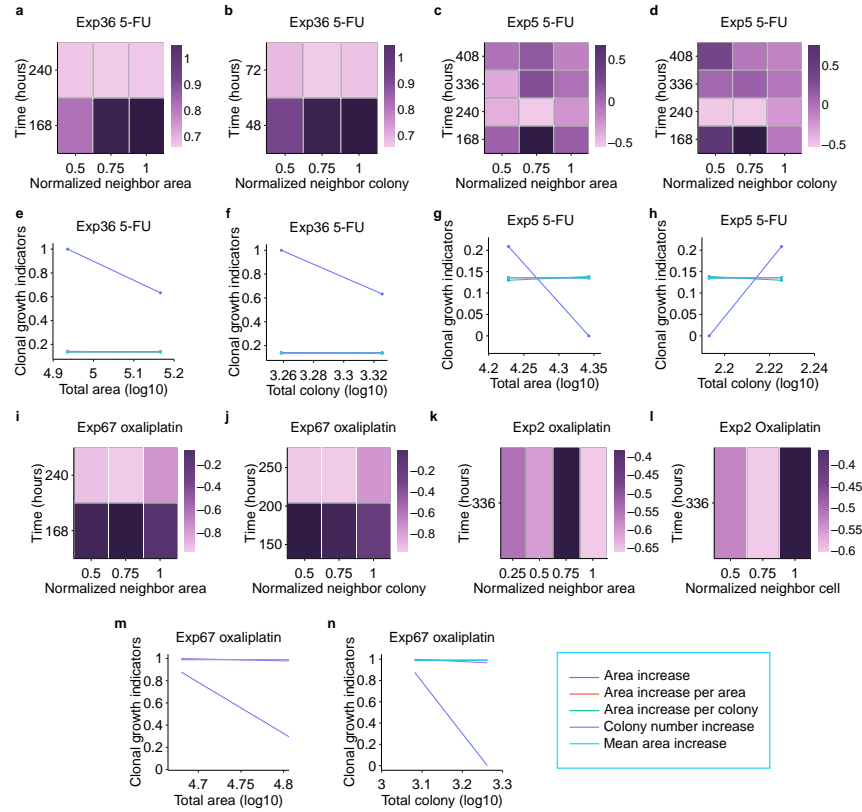 a
Exp36 5-FU
Time (hours)
240
168
0.5 0.75 1
Normalized neighbor area
1
0.9
0.8
0.7
b
Exp36 5-FU
Time (hours)
72
48
0.5 0.75 1
Normalized neighbor colony
1
0.9
0.8
0.7
c
Exp5 5-FU
Time (hours)
408
336
240
168
0.5 0.75 1
Normalized neighbor area
0.5
0
−0.5
d
Exp5 5-FU
Time (hours)
408
336
240
168
0.5 0.75 1
Normalized neighbor colony
0.5
0
−0.5
e
Exp36 5-FU
Clonal growth indicators
1
0.8
0.6
0.4
0.2
4.9 5 5.1 5.2
Total area (log10)
f
Exp36 5-FU
Clonal growth indicators
1
0.8
0.6
0.4
0.2
3.26 3.28 3.3 3.32
Total colony (log10)
g
Exp5 5-FU
Clonal growth indicators
0.2
0.15
0.1
0.05
0
4.2 4.25 4.3 4.35
Total area (log10)
h
Exp5 5-FU
Clonal growth indicators
0.2
0.15
0.1
0.05
0
2.2 2.22 2.24
Total colony (log10)
i
Exp67 oxaliplatin
Time (hours)
240
168
0.5 0.75 1
Normalized neighbor area
−0.2
−0.4
−0.6
−0.8
j
Exp67 oxaliplatin
Time (hours)
250
200
150
0.5 0.75 1
Normalized neighbor colony
−0.2
−0.4
−0.6
−0.8
k
Exp2 oxaliplatin
Time (hours)
336
0.25 0.5 0.75 1
Normalized neighbor area
−0.4
−0.45
−0.5
−0.55
−0.6
−0.65
l
Exp2 Oxaliplatin
Time (hours)
336
0.5 0.75 1
Normalized neighbor cell
−0.4
−0.45
−0.5
−0.55
−0.6
m
Exp67 oxaliplatin
Clonal growth indicators
1
0.8
0.6
0.4
0.2
0
4.7 4.75 4.8
Total area (log10)
n
Exp67 oxaliplatin
Clonal growth indicators
1
0.8
0.6
0.4
0.2
0
3 3.1 3.2 3.3
Total colony (log10)
Area increase
Area increase per area
Area increase per colony
Colony number increase
Mean area increase